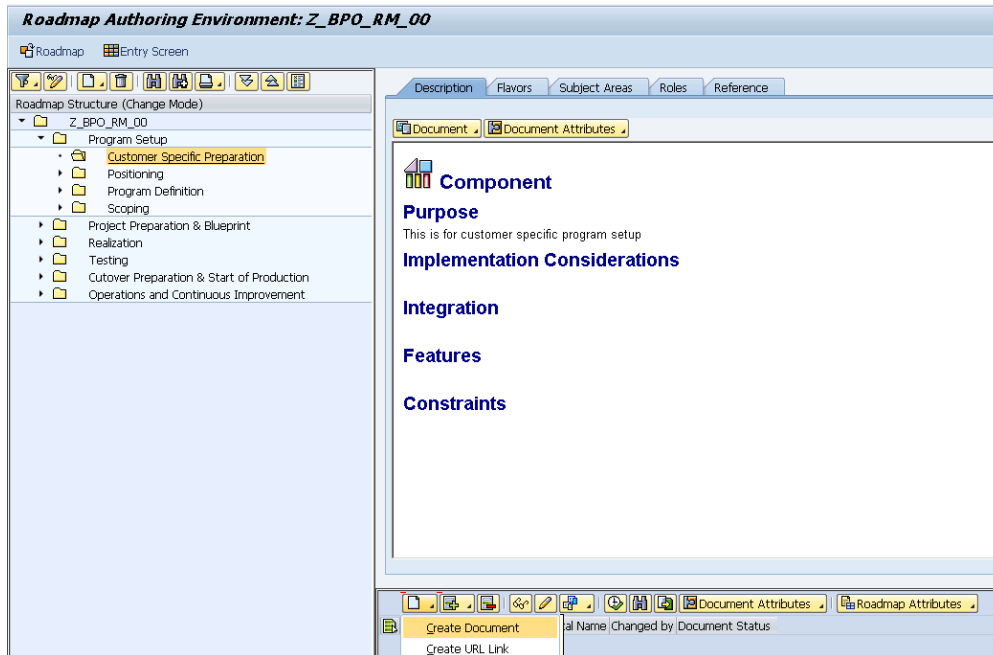 Roadmap Authoring Environment: Z_BPO_RM_00
Roadmap Entry Screen
Roadmap Structure (Change Mode)
Z_BPO_RM_00
Program Setup
Customer Specific Preparation
Positioning
Program Definition
Scoping
Project Preparation & Blueprint
Realization
Testing
Cutover Preparation & Start of Production
Operations and Continuous Improvement
Description Flavors Subject Areas Roles Reference
Document Document Attributes
Component
Purpose
This is for customer specific program setup
Implementation Considerations
Integration
Features
Constraints
Document Attributes Roadmap Attributes
Create Document
Name Changed by Document Status
Create URL Link